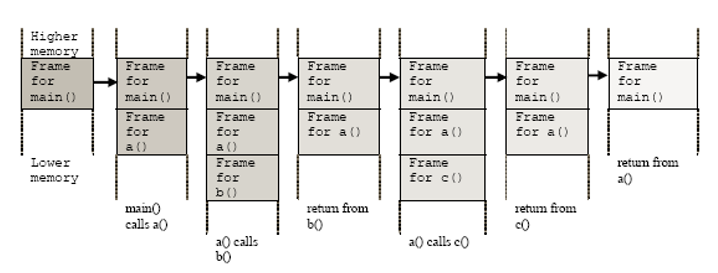 Higher
memory
Frame
for
main()
Lower
memory
Frame
for
main()
Frame
for
a()
main()
calls a()
Frame
for
main()
Frame
for
a()
Frame
for
b()
a() calls
b()
Frame
for
main()
Frame
for a()
return from
b()
Frame
for
main()
Frame
for a()
Frame
for c()
a() calls c()
Frame
for
main()
Frame
for a()
return from
c()
Frame
for
main()
return from
a()